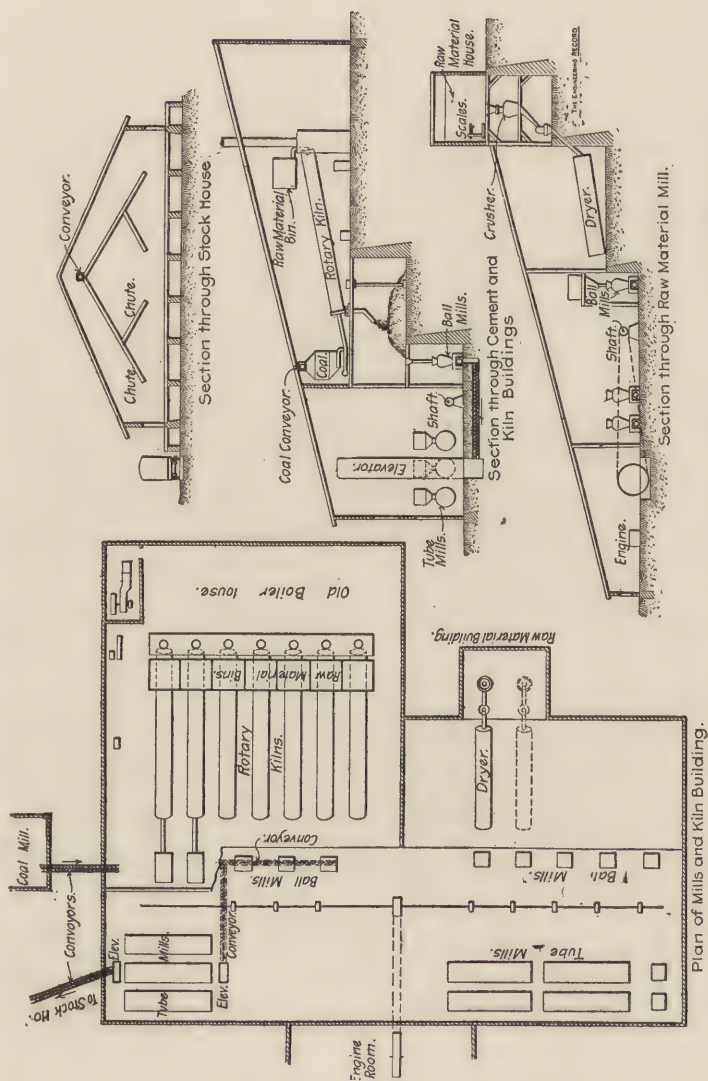 Conveyor.
Chute.
Chute.
Section through Stock House
Coal Conveyor.
Raw Material
Bin.
Rotary Kiln.
Coal
Elevator.
Shaft.
Ball
Mills.
Tube
Mills.
Section through Cement and
Kiln Buildings
Raw
Material
House.
Scales.
Crusher.
Dryer.
Ball
Mills.
Shaft.
Engine.
THE ENGINEERING RECORD
Section through Raw Material Mill.
Coal Mill.
Conveyors.
To Stock Ho.
Elev.
Tube Mills.
Elev.
Conveyor.
Conveyor.
Ball Mills.
Rotary
Kilns.
Raw Material Bins.
Old Boiler House.
Raw Material Building.
Dryer.
Ball Mills.
Tube Mills.
Engine
Room.
Plan of Mills and Kiln Building.